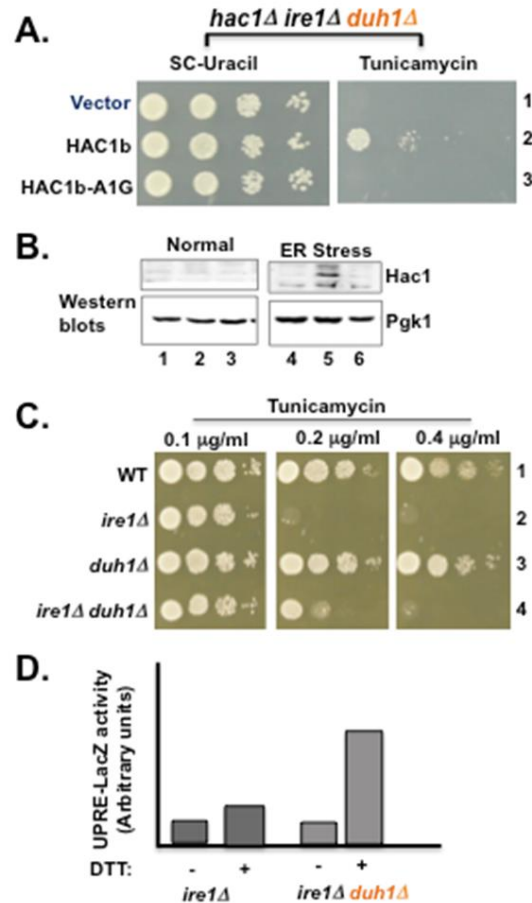 A.
hac1Δ ire1Δ duh1Δ
SC-Uracil Tunicamycin
Vector 1
HAC1b 2
HAC1b-A1G 3
B.
Normal ER Stress
Hac1
Western
blots
Pgk1
1 2 3 4 5 6
C.
Tunicamycin
0.1 µg/ml 0.2 µg/ml 0.4 µg/ml
WT 1
ire1Δ 2
duh1Δ 3
ire1Δ duh1Δ 4
D.
UPRE-LacZ activity
(Arbitrary units)
DTT: - + - +
ire1Δ ire1Δ duh1Δ